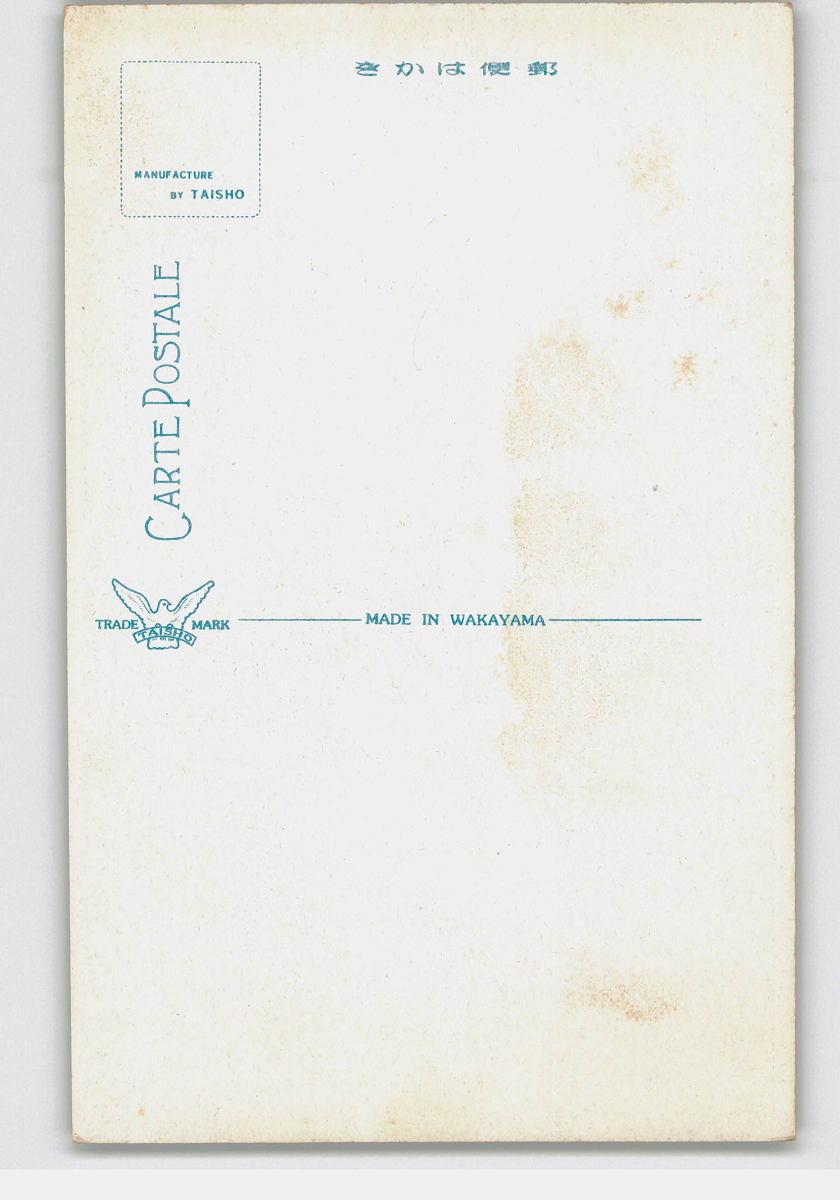 郵便はかき
MANUFACTURE
BY TAISHO
CARTE POSTALE
TRADE MARK
TAISHO
MADE IN WAKAYAMA